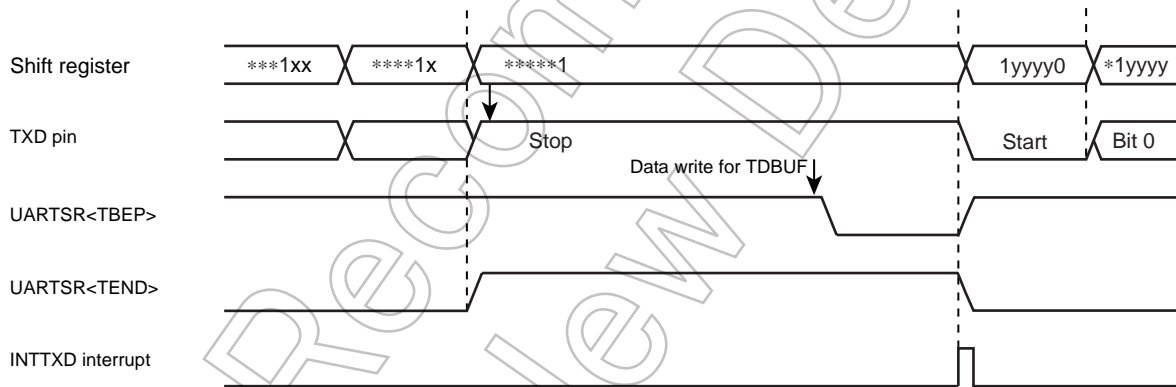 Shift register ***1xx ****1x *****1 1yyyy0 *1yyyy
TXD pin Stop Start Bit 0
Data write for TDBUF
UARTSR<TBEP>
UARTSR<TEND>
INTTXD interrupt